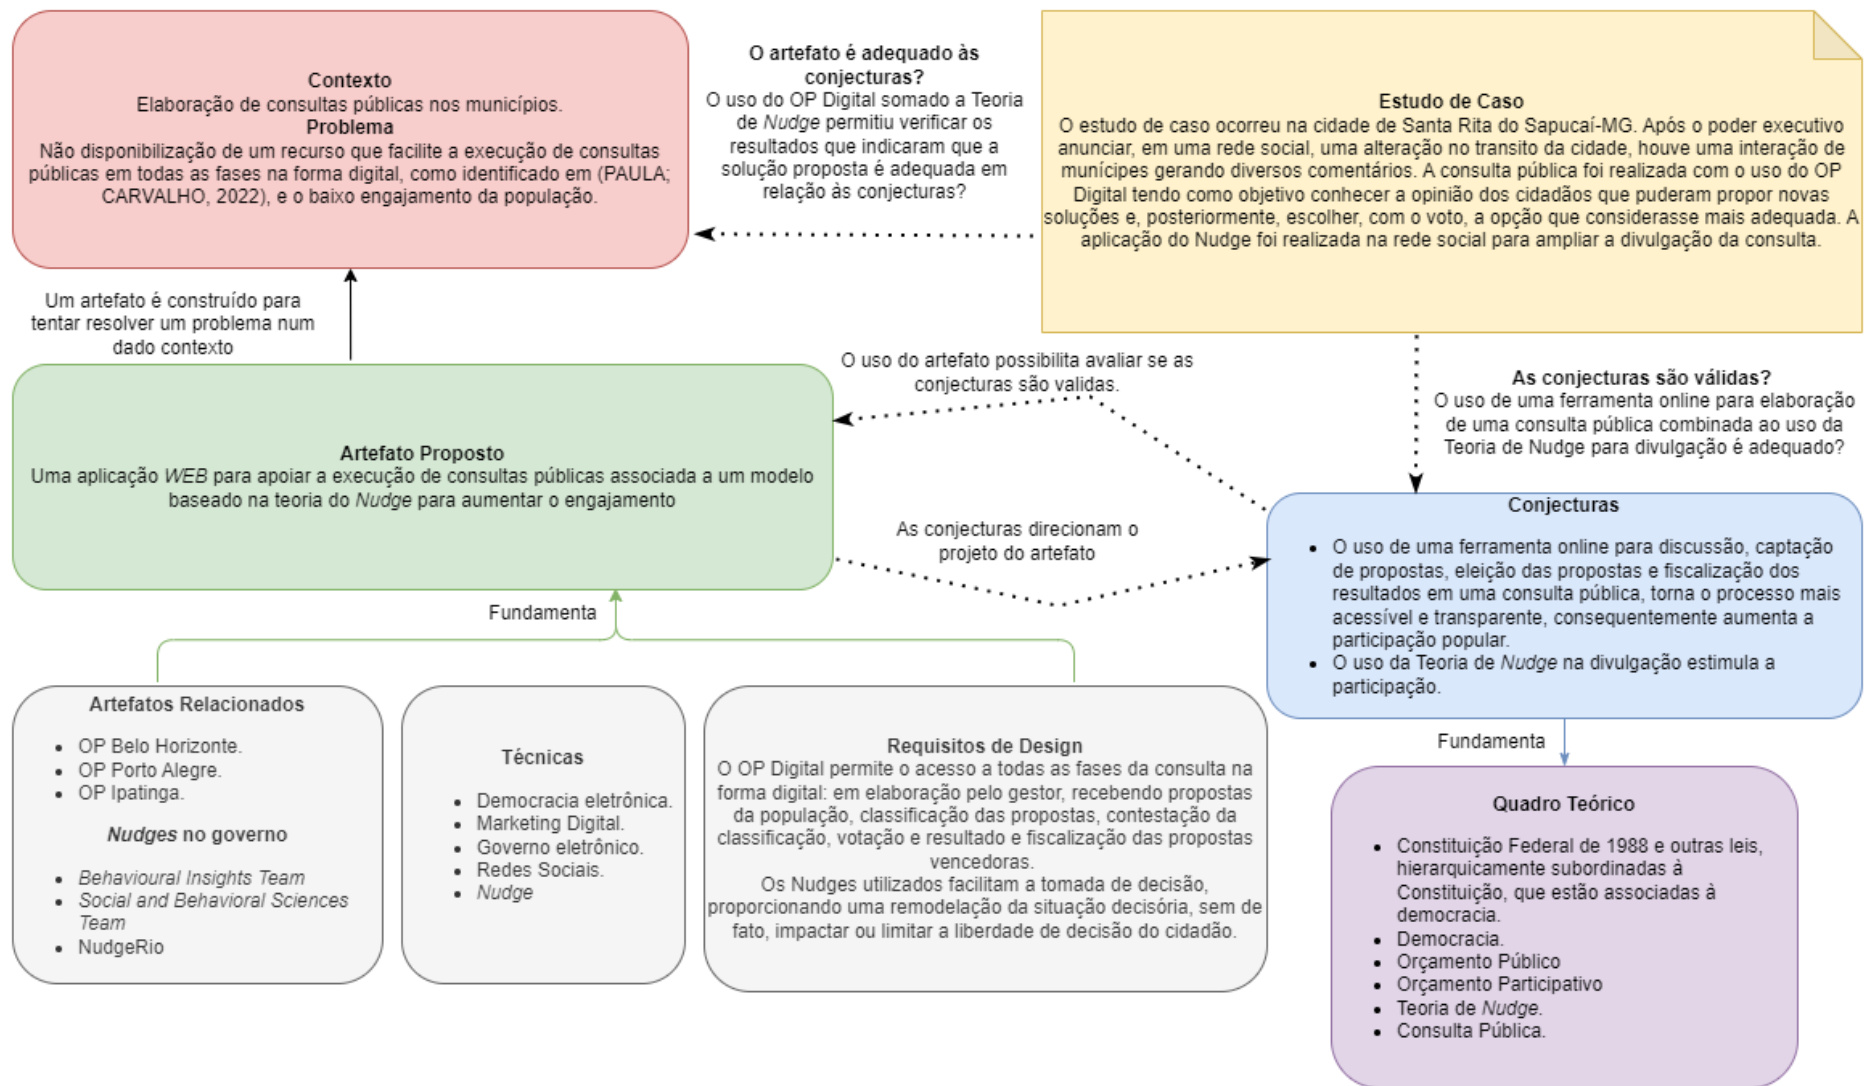 Contexto
Elaboração de consultas públicas nos municípios.
Problema
Não disponibilização de um recurso que facilite a execução de consultas
públicas em todas as fases na forma digital, como identificado em (PAULA;
CARVALHO, 2022), e o baixo engajamento da população.
O artefato é adequado às
conjecturas?
O uso do OP Digital somado a Teoria
de Nudge permitiu verificar os
resultados que indicaram que a
solução proposta é adequada em
relação às conjecturas?
Estudo de Caso
O estudo de caso ocorreu na cidade de Santa Rita do Sapucaí-MG. Após o poder executivo
anunciar, em uma rede social, uma alteração no transito da cidade, houve uma interação de
munícipes gerando diversos comentários. A consulta pública foi realizada com o uso do OP
Digital tendo como objetivo conhecer a opinião dos cidadãos que puderam propor novas
soluções e, posteriormente, escolher, com o voto, a opção que considerasse mais adequada. A
aplicação do Nudge foi realizada na rede social para ampliar a divulgação da consulta.
Um artefato é construído para
tentar resolver um problema num
dado contexto
O uso do artefato possibilita avaliar se as
conjecturas são validas.
As conjecturas são válidas?
O uso de uma ferramenta online para elaboração
de uma consulta pública combinada ao uso da
Teoria de Nudge para divulgação é adequado?
Artefato Proposto
Uma aplicação WEB para apoiar a execução de consultas públicas associada a um modelo
baseado na teoria do Nudge para aumentar o engajamento
As conjecturas direcionam o
projeto do artefato
Conjecturas
• O uso de uma ferramenta online para discussão, captação
de propostas, eleição das propostas e fiscalização dos
resultados em uma consulta pública, torna o processo mais
acessível e transparente, consequentemente aumenta a
participação popular.
• O uso da Teoria de Nudge na divulgação estimula a
participação.
Fundamenta
Artefatos Relacionados
• OP Belo Horizonte.
• OP Porto Alegre.
• OP Ipatinga.
Nudges no governo
• Behavioural Insights Team
• Social and Behavioral Sciences
Team
• NudgeRio
Técnicas
• Democracia eletrônica.
• Marketing Digital.
• Governo eletrônico.
• Redes Sociais.
• Nudge
Requisitos de Design
O OP Digital permite o acesso a todas as fases da consulta na
forma digital: em elaboração pelo gestor, recebendo propostas
da população, classificação das propostas, contestação da
classificação, votação e resultado e fiscalização das propostas
vencedoras.
Os Nudges utilizados facilitam a tomada de decisão,
proporcionando uma remodelação da situação decisória, sem de
fato, impactar ou limitar a liberdade de decisão do cidadão.
Fundamenta
Quadro Teórico
• Constituição Federal de 1988 e outras leis,
hierarquicamente subordinadas à
Constituição, que estão associadas à
democracia.
• Democracia.
• Orçamento Público
• Orçamento Participativo
• Teoria de Nudge.
• Consulta Pública.